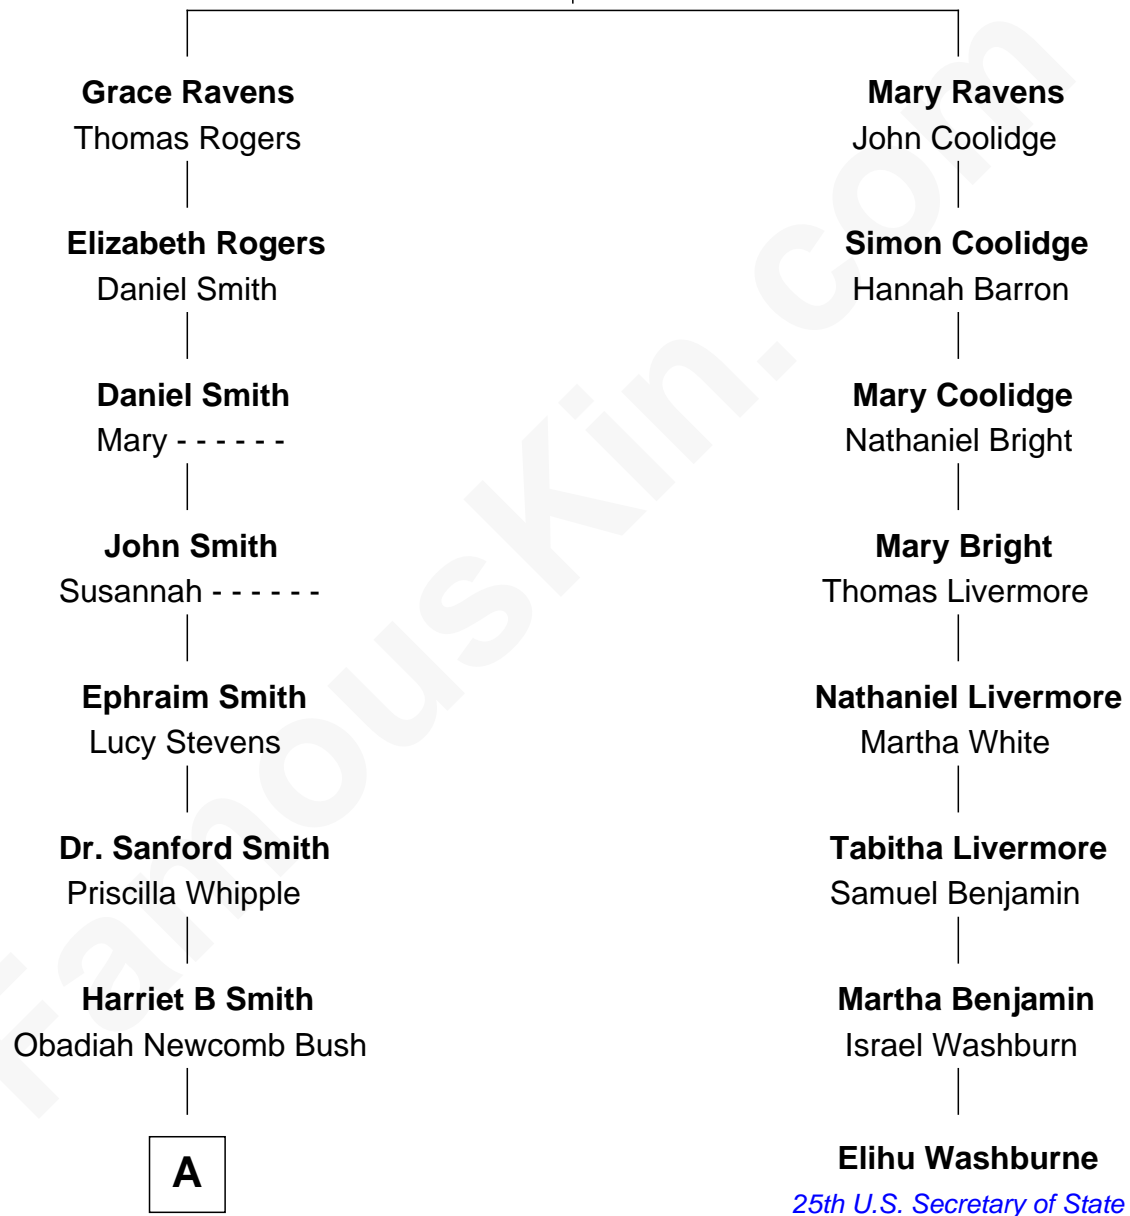 Grace Ravens
Thomas Rogers
Elizabeth Rogers
Daniel Smith
Daniel Smith
Mary - - - - - -
John Smith
Susannah - - - - - -
Ephraim Smith
Lucy Stevens
Dr. Sanford Smith
Priscilla Whipple
Harriet B Smith
Obadiah Newcomb Bush
A
Mary Ravens
John Coolidge
Simon Coolidge
Hannah Barron
Mary Coolidge
Nathaniel Bright
Mary Bright
Thomas Livermore
Nathaniel Livermore
Martha White
Tabitha Livermore
Samuel Benjamin
Martha Benjamin
Israel Washburn
Elihu Washburne
25th U.S. Secretary of State
FamousKin.com